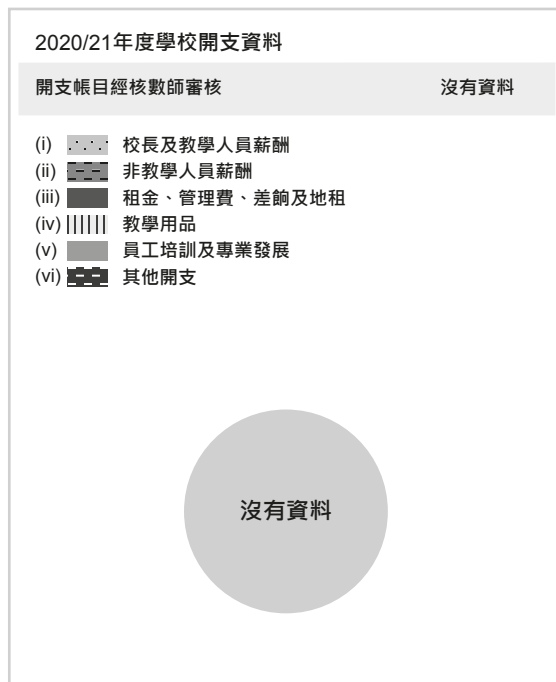 2020/21年度學校開支資料
開支帳目經核數師審核 沒有資料
(i) 校長及教學人員薪酬
(ii) 非教學人員薪酬
(iii) 租金、管理費、差餉及地租
(iv) 教學用品
(v) 員工培訓及專業發展
(vi) 其他開支
沒有資料